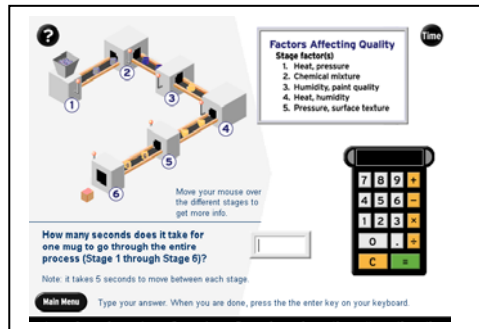 ?
Time
Factors Affecting Quality
Stage factor(s)
1. Heat, pressure
2. Chemical mixture
3. Humidity, paint quality
4. Heat, humidity
5. Pressure, surface texture
1
2
3
4
5
6
Move your mouse over
the different stages to
get more info.
7 8 9 +
4 5 6 −
1 2 3 ×
0 . ÷
C =
How many seconds does it take for
one mug to go through the entire
process (Stage 1 through Stage 6)?
Note: it takes 5 seconds to move between each stage.
Main Menu
Type your answer. When you are done, press the the enter key on your keyboard.